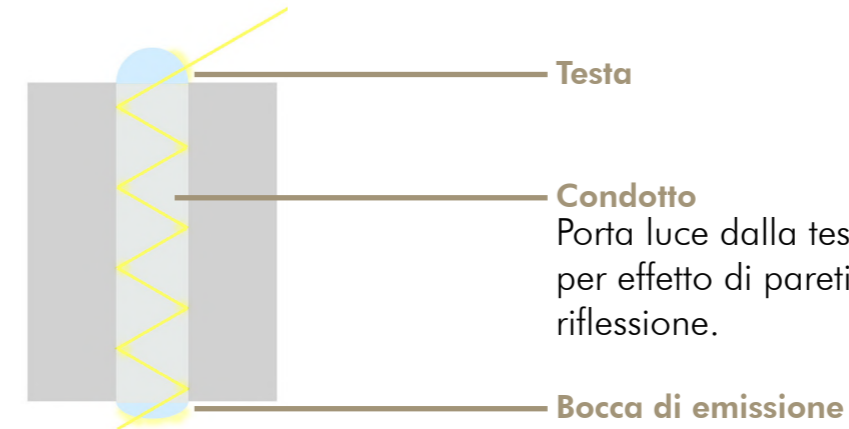 Testa
Condotto
Porta luce dalla tes
per effetto di pareti
riflessione.
Bocca di emissione